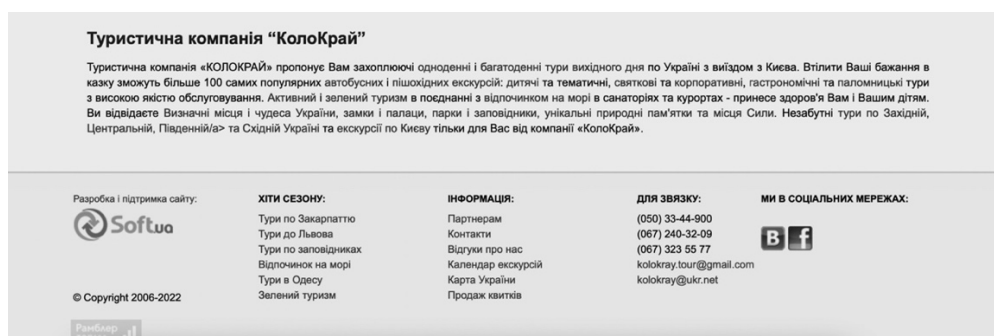 Туристична компанія “КолоКрай”
Туристична компанія «КОЛОКРАЙ» пропонує Вам захоплюючі одноденні і багатоденні тури вихідного дня по Україні з виїздом з Києва. Втілити Ваші бажання в
казку зможуть більше 100 самих популярних автобусних і пішохідних екскурсій: дитячі та тематичні, святкові та корпоративні, гастрономічні та паломницькі тури
з високою якістю обслуговування. Активний і зелений туризм в поєднанні з відпочинком на морі в санаторіях та курортах - принесе здоров'я Вам і Вашим дітям.
Ви відвідаєте Визначні місця і чудеса України, замки і палаци, парки і заповідники, унікальні природні пам'ятки та місця Сили. Незабутні тури по Західній,
Центральній, Південній/a> та Східній Україні та екскурсії по Києву тільки для Вас від компанії «КолоКрай».
Разробка і підтримка сайту:
Softua
© Copyright 2006-2022
ХІТИ СЕЗОНУ:
Тури по Закарпаттю
Тури до Львова
Тури по заповідниках
Відпочинок на морі
Тури в Одесу
Зелений туризм
ІНФОРМАЦІЯ:
Партнерам
Контакти
Відгуки про нас
Календар екскурсій
Карта України
Продаж квитків
ДЛЯ ЗВЯЗКУ:
(050) 33-44-900
(067) 240-32-09
(067) 323 55 77
kolokray.tour@gmail.com
kolokray@ukr.net
МИ В СОЦІАЛЬНИХ МЕРЕЖАХ:
B f
Рамблер